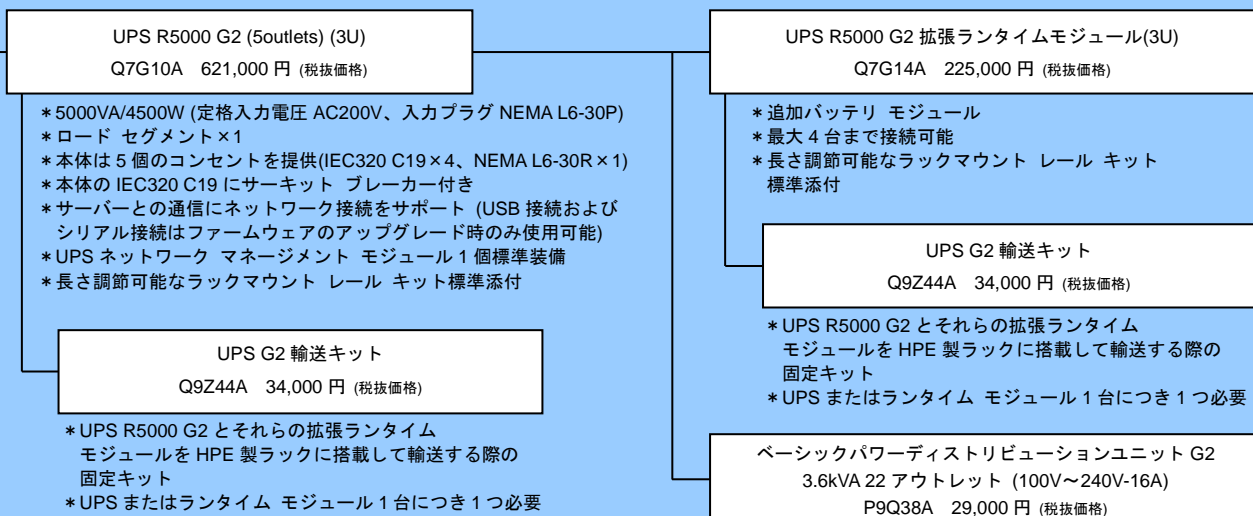 UPS R5000 G2 (5outlets) (3U)
Q7G10A 621,000 円 (税抜価格)
＊5000VA/4500W (定格入力電圧 AC200V、入力プラグ NEMA L6-30P)
＊ロード セグメント×1
＊本体は 5 個のコンセントを提供(IEC320 C19×4、NEMA L6-30R×1)
＊本体の IEC320 C19 にサーキット ブレーカー付き
＊サーバーとの通信にネットワーク接続をサポート (USB 接続および
シリアル接続はファームウェアのアップグレード時のみ使用可能)
＊UPS ネットワーク マネージメント モジュール 1 個標準装備
＊長さ調節可能なラックマウント レール キット標準添付
UPS G2 輸送キット
Q9Z44A 34,000 円 (税抜価格)
＊UPS R5000 G2 とそれらの拡張ランタイム
モジュールを HPE 製ラックに搭載して輸送する際の
固定キット
＊UPS またはランタイム モジュール 1 台につき 1 つ必要
UPS R5000 G2 拡張ランタイムモジュール(3U)
Q7G14A 225,000 円 (税抜価格)
＊追加バッテリ モジュール
＊最大 4 台まで接続可能
＊長さ調節可能なラックマウント レール キット
標準添付
UPS G2 輸送キット
Q9Z44A 34,000 円 (税抜価格)
＊UPS R5000 G2 とそれらの拡張ランタイム
モジュールを HPE 製ラックに搭載して輸送する際の
固定キット
＊UPS またはランタイム モジュール 1 台につき 1 つ必要
ベーシックパワーディストリビューションユニット G2
3.6kVA 22 アウトレット (100V～240V-16A)
P9Q38A 29,000 円 (税抜価格)